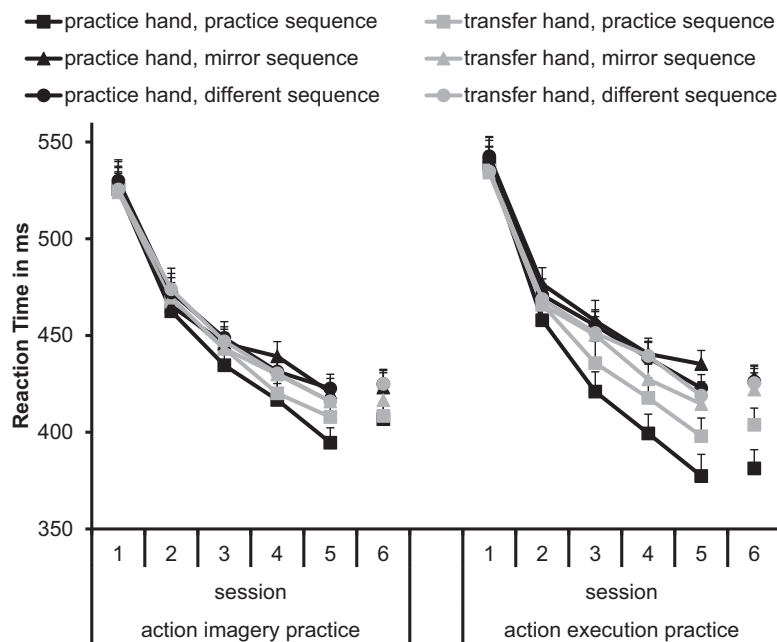 practice hand, practice sequence transfer hand, practice sequence
practice hand, mirror sequence transfer hand, mirror sequence
practice hand, different sequence transfer hand, different sequence
550
500
450
400
350
Reaction Time in ms
1 2 3 4 5 6 1 2 3 4 5 6
session session
action imagery practice action execution practice